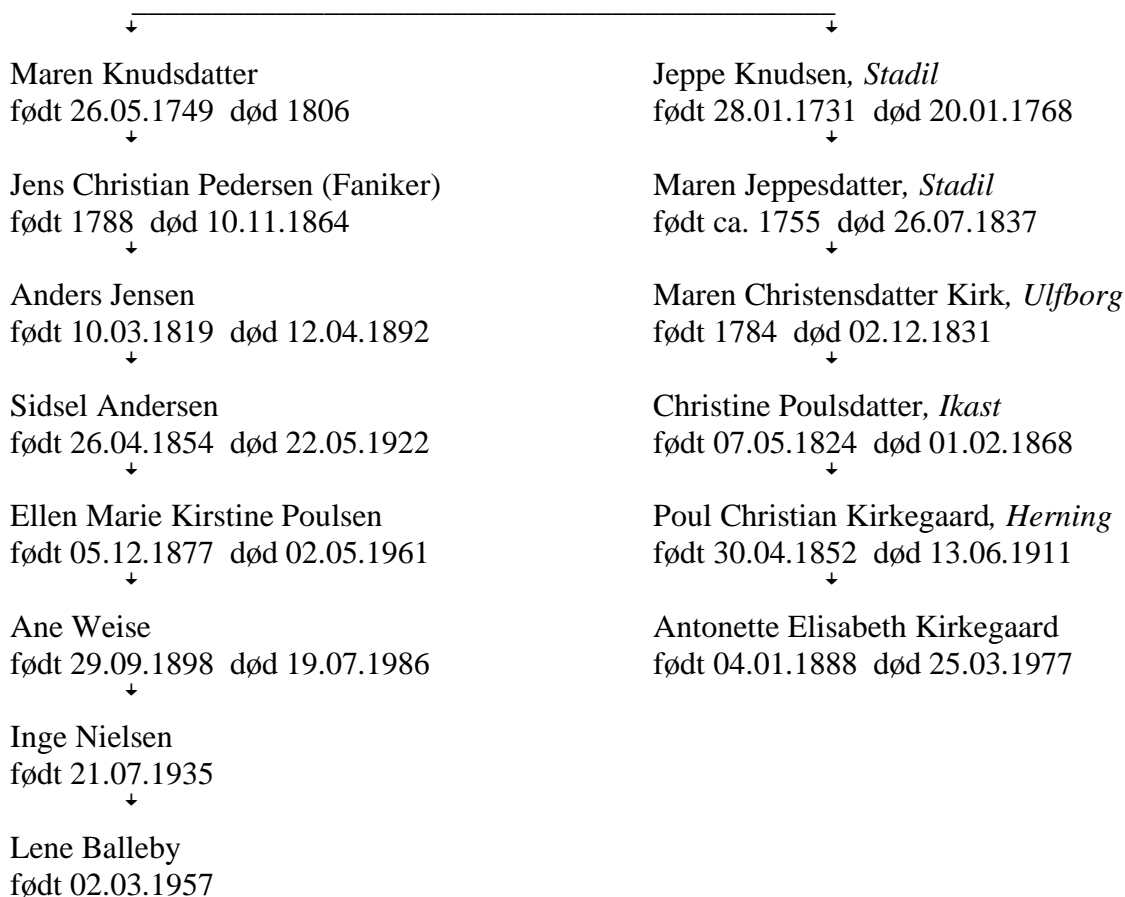 Maren Knudsdatter
født 26.05.1749 død 1806
Jens Christian Pedersen (Faniker)
født 1788 død 10.11.1864
Anders Jensen
født 10.03.1819 død 12.04.1892
Sidsel Andersen
født 26.04.1854 død 22.05.1922
Ellen Marie Kirstine Poulsen
født 05.12.1877 død 02.05.1961
Ane Weise
født 29.09.1898 død 19.07.1986
Inge Nielsen
født 21.07.1935
Lene Balleby
født 02.03.1957
Jeppe Knudsen, Stadil
født 28.01.1731 død 20.01.1768
Maren Jeppesdatter, Stadil
født ca. 1755 død 26.07.1837
Maren Christensdatter Kirk, Ulfborg
født 1784 død 02.12.1831
Christine Poulsdatter, Ikast
født 07.05.1824 død 01.02.1868
Poul Christian Kirkegaard, Herning
født 30.04.1852 død 13.06.1911
Antonette Elisabeth Kirkegaard
født 04.01.1888 død 25.03.1977